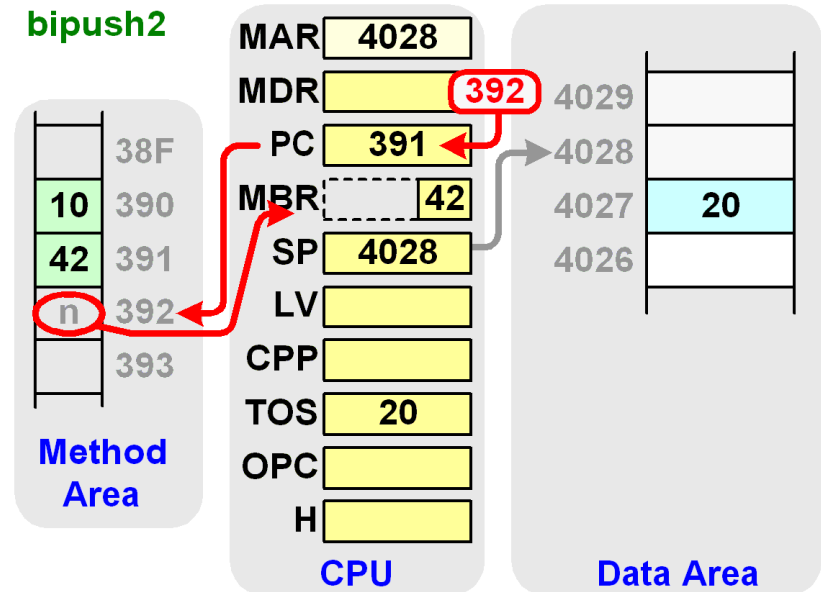 bipush2
38F
10 390
42 391
n 392
393
Method
Area
MAR 4028
MDR 392
PC 391
MBR 42
SP 4028
LV
CPP
TOS 20
OPC
H
CPU
4029
4028
4027 20
4026
Data Area